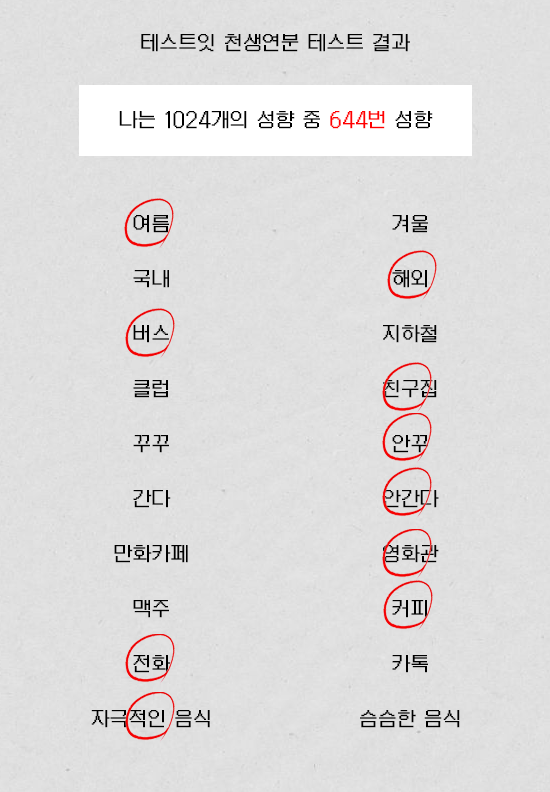 테스트잇 천생연분 테스트 결과
나는 1024개의 성향 중 644번 성향
여름 겨울
국내 해외
버스 지하철
클럽 친구집
꾸꾸 안꾸
간다 안간다
만화카페 영화관
맥주 커피
전화 카톡
자극적인 음식 슴슴한 음식